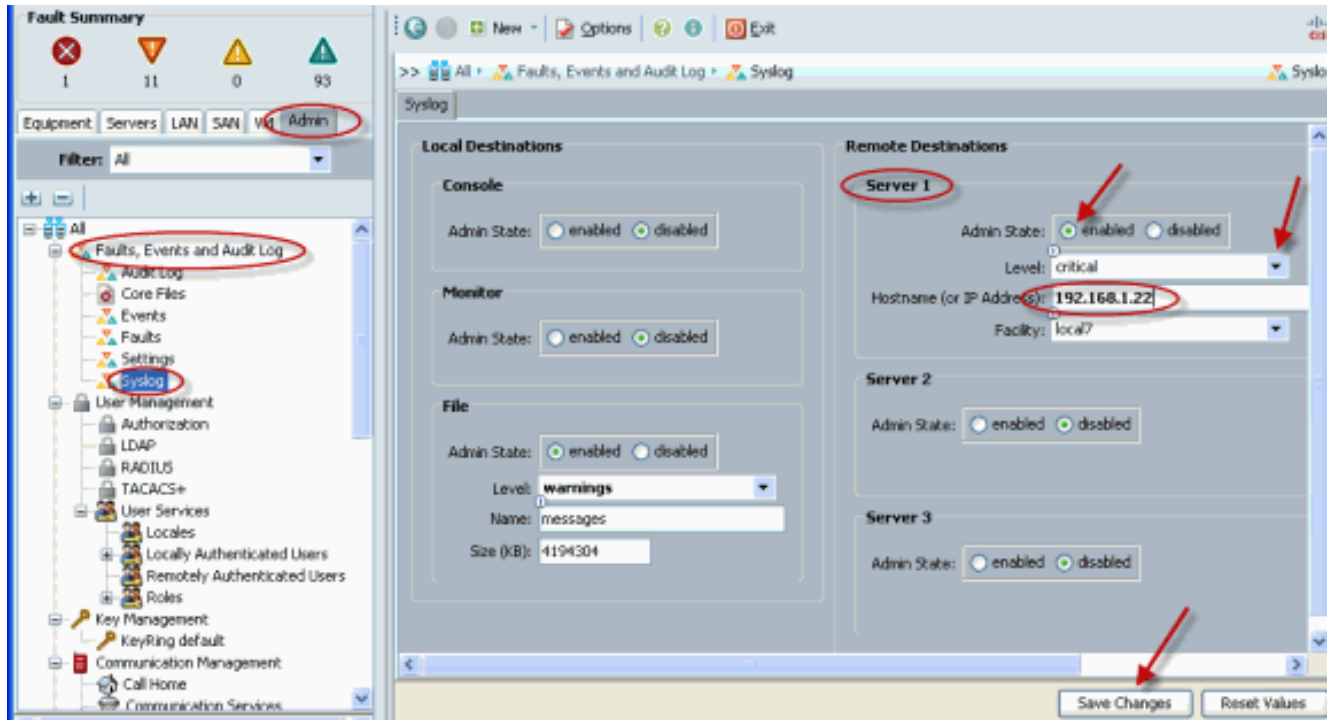 Fault Summary
1 11 0 93
Equipment Servers LAN SAN VM Admin
Filter: All
All
Faults, Events and Audit Log
Audit Log
Core Files
Events
Faults
Settings
Syslog
User Management
Authorization
LDAP
RADIUS
TACACS+
User Services
Locales
Locally Authenticated Users
Remotely Authenticated Users
Roles
Key Management
KeyRing default
Communication Management
Call Home
Communication Services
New Options Exit
>> All Faults, Events and Audit Log Syslog
Syslog
Local Destinations
Console
Admin State: enabled disabled
Monitor
Admin State: enabled disabled
File
Admin State: enabled disabled
Level: warnings
Name: messages
Size (KB): 4194304
Remote Destinations
Server 1
Admin State: enabled disabled
Level: critical
Hostname (or IP Address): 192.168.1.22
Facility: local7
Server 2
Admin State: enabled disabled
Server 3
Admin State: enabled disabled
Save Changes Reset Values